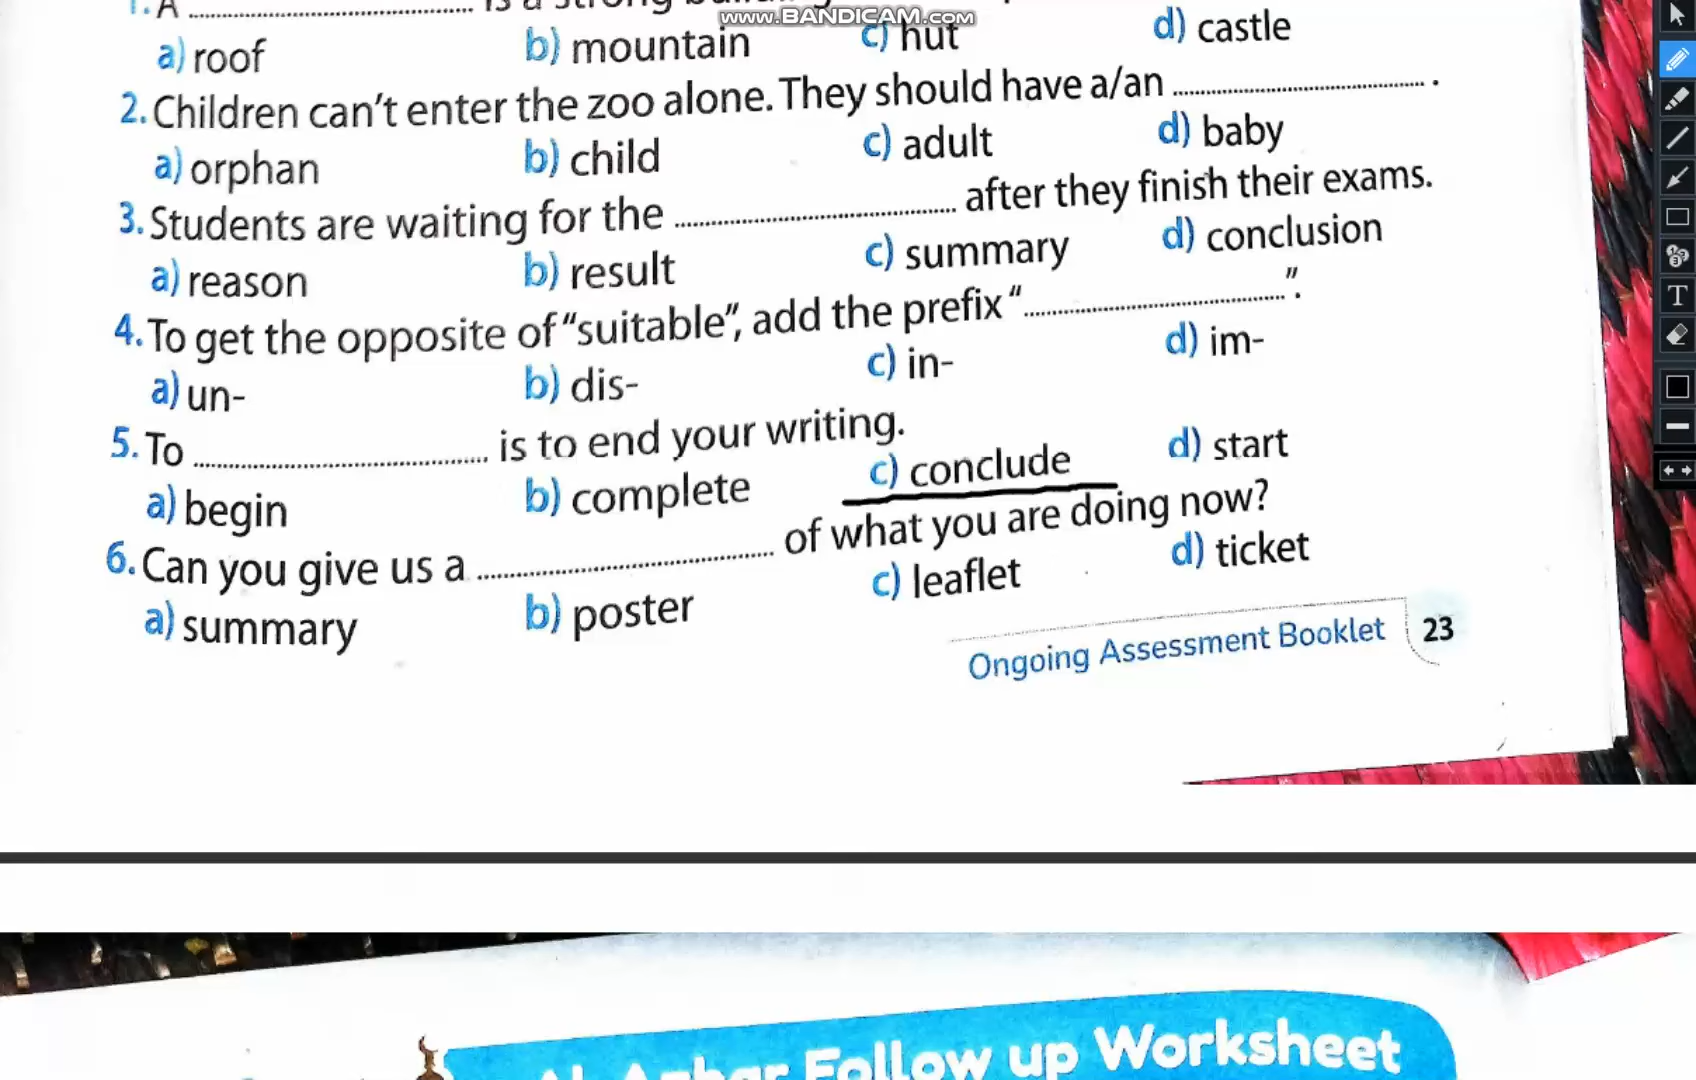 1. A ........ is a strong building
www.BANDICAM.com
a) roof b) mountain c) hut d) castle
2. Children can't enter the zoo alone. They should have a/an ........ .
a) orphan b) child c) adult d) baby
3. Students are waiting for the ........ after they finish their exams.
a) reason b) result c) summary d) conclusion
4. To get the opposite of "suitable", add the prefix "........".
a) un- b) dis- c) in- d) im-
5. To ........ is to end your writing.
a) begin b) complete c) conclude d) start
6. Can you give us a ........ of what you are doing now?
a) summary b) poster c) leaflet d) ticket
Ongoing Assessment Booklet 23
Al-Azhar Follow up Worksheet